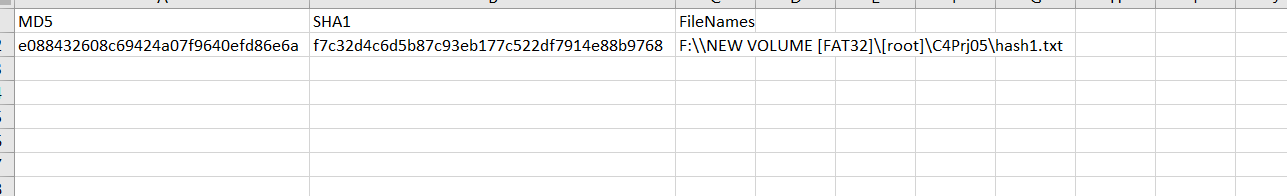 MD5 SHA1 FileNames
e088432608c69424a07f9640efd86e6a f7c32d4c6d5b87c93eb177c522df7914e88b9768 F:\\NEW VOLUME [FAT32]\[root]\C4Prj05\hash1.txt